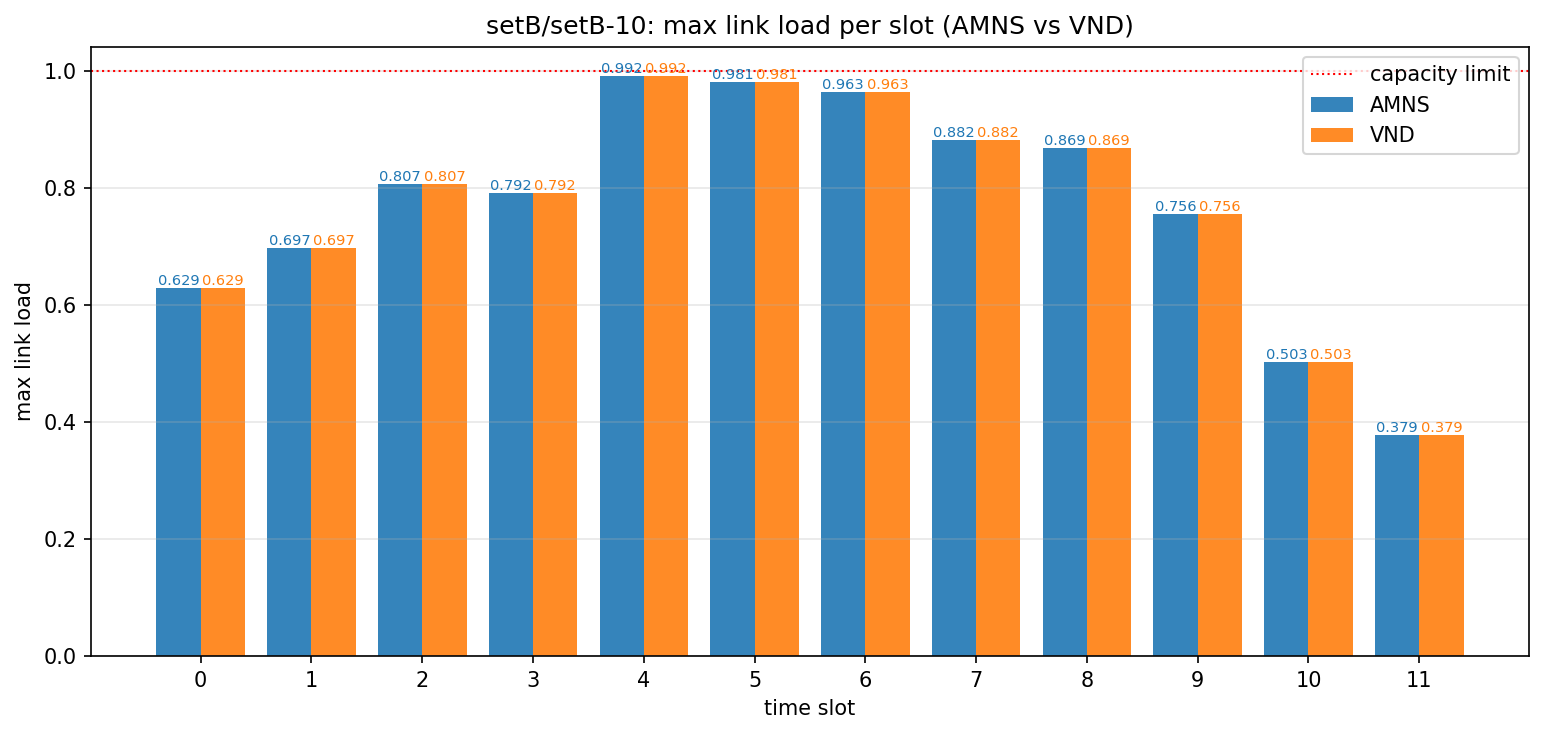 setB/setB-10: max link load per slot (AMNS vs VND)
capacity limit
AMNS
VND
max link load
1.0
0.8
0.6
0.4
0.2
0.0
0.629 0.629
0.697 0.697
0.807 0.807
0.792 0.792
0.992 0.992
0.981 0.981
0.963 0.963
0.882 0.882
0.869 0.869
0.756 0.756
0.503 0.503
0.379 0.379
0 1 2 3 4 5 6 7 8 9 10 11
time slot